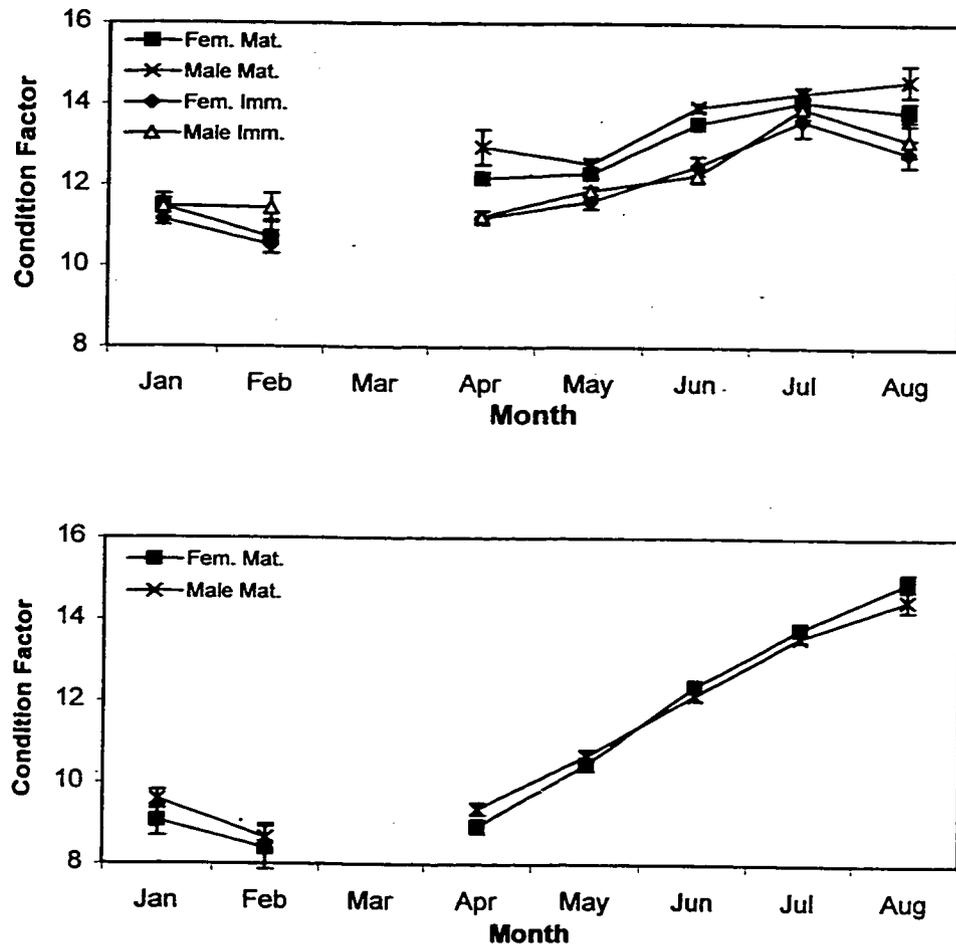 16
14
12
10
8
Condition Factor
Fem. Mat.
Male Mat.
Fem. Imm.
Male Imm.
Jan Feb Mar Apr May Jun Jul Aug
Month
16
14
12
10
8
Condition Factor
Fem. Mat.
Male Mat.
Jan Feb Mar Apr May Jun Jul Aug
Month